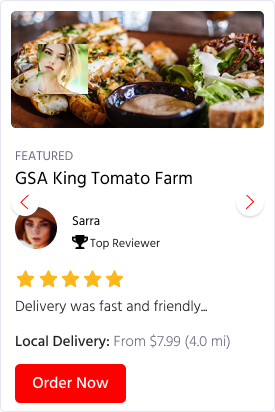 FEATURED
GSA King Tomato Farm
Sarra
Top Reviewer
Delivery was fast and friendly...
Local Delivery: From $7.99 (4.0 mi)
Order Now